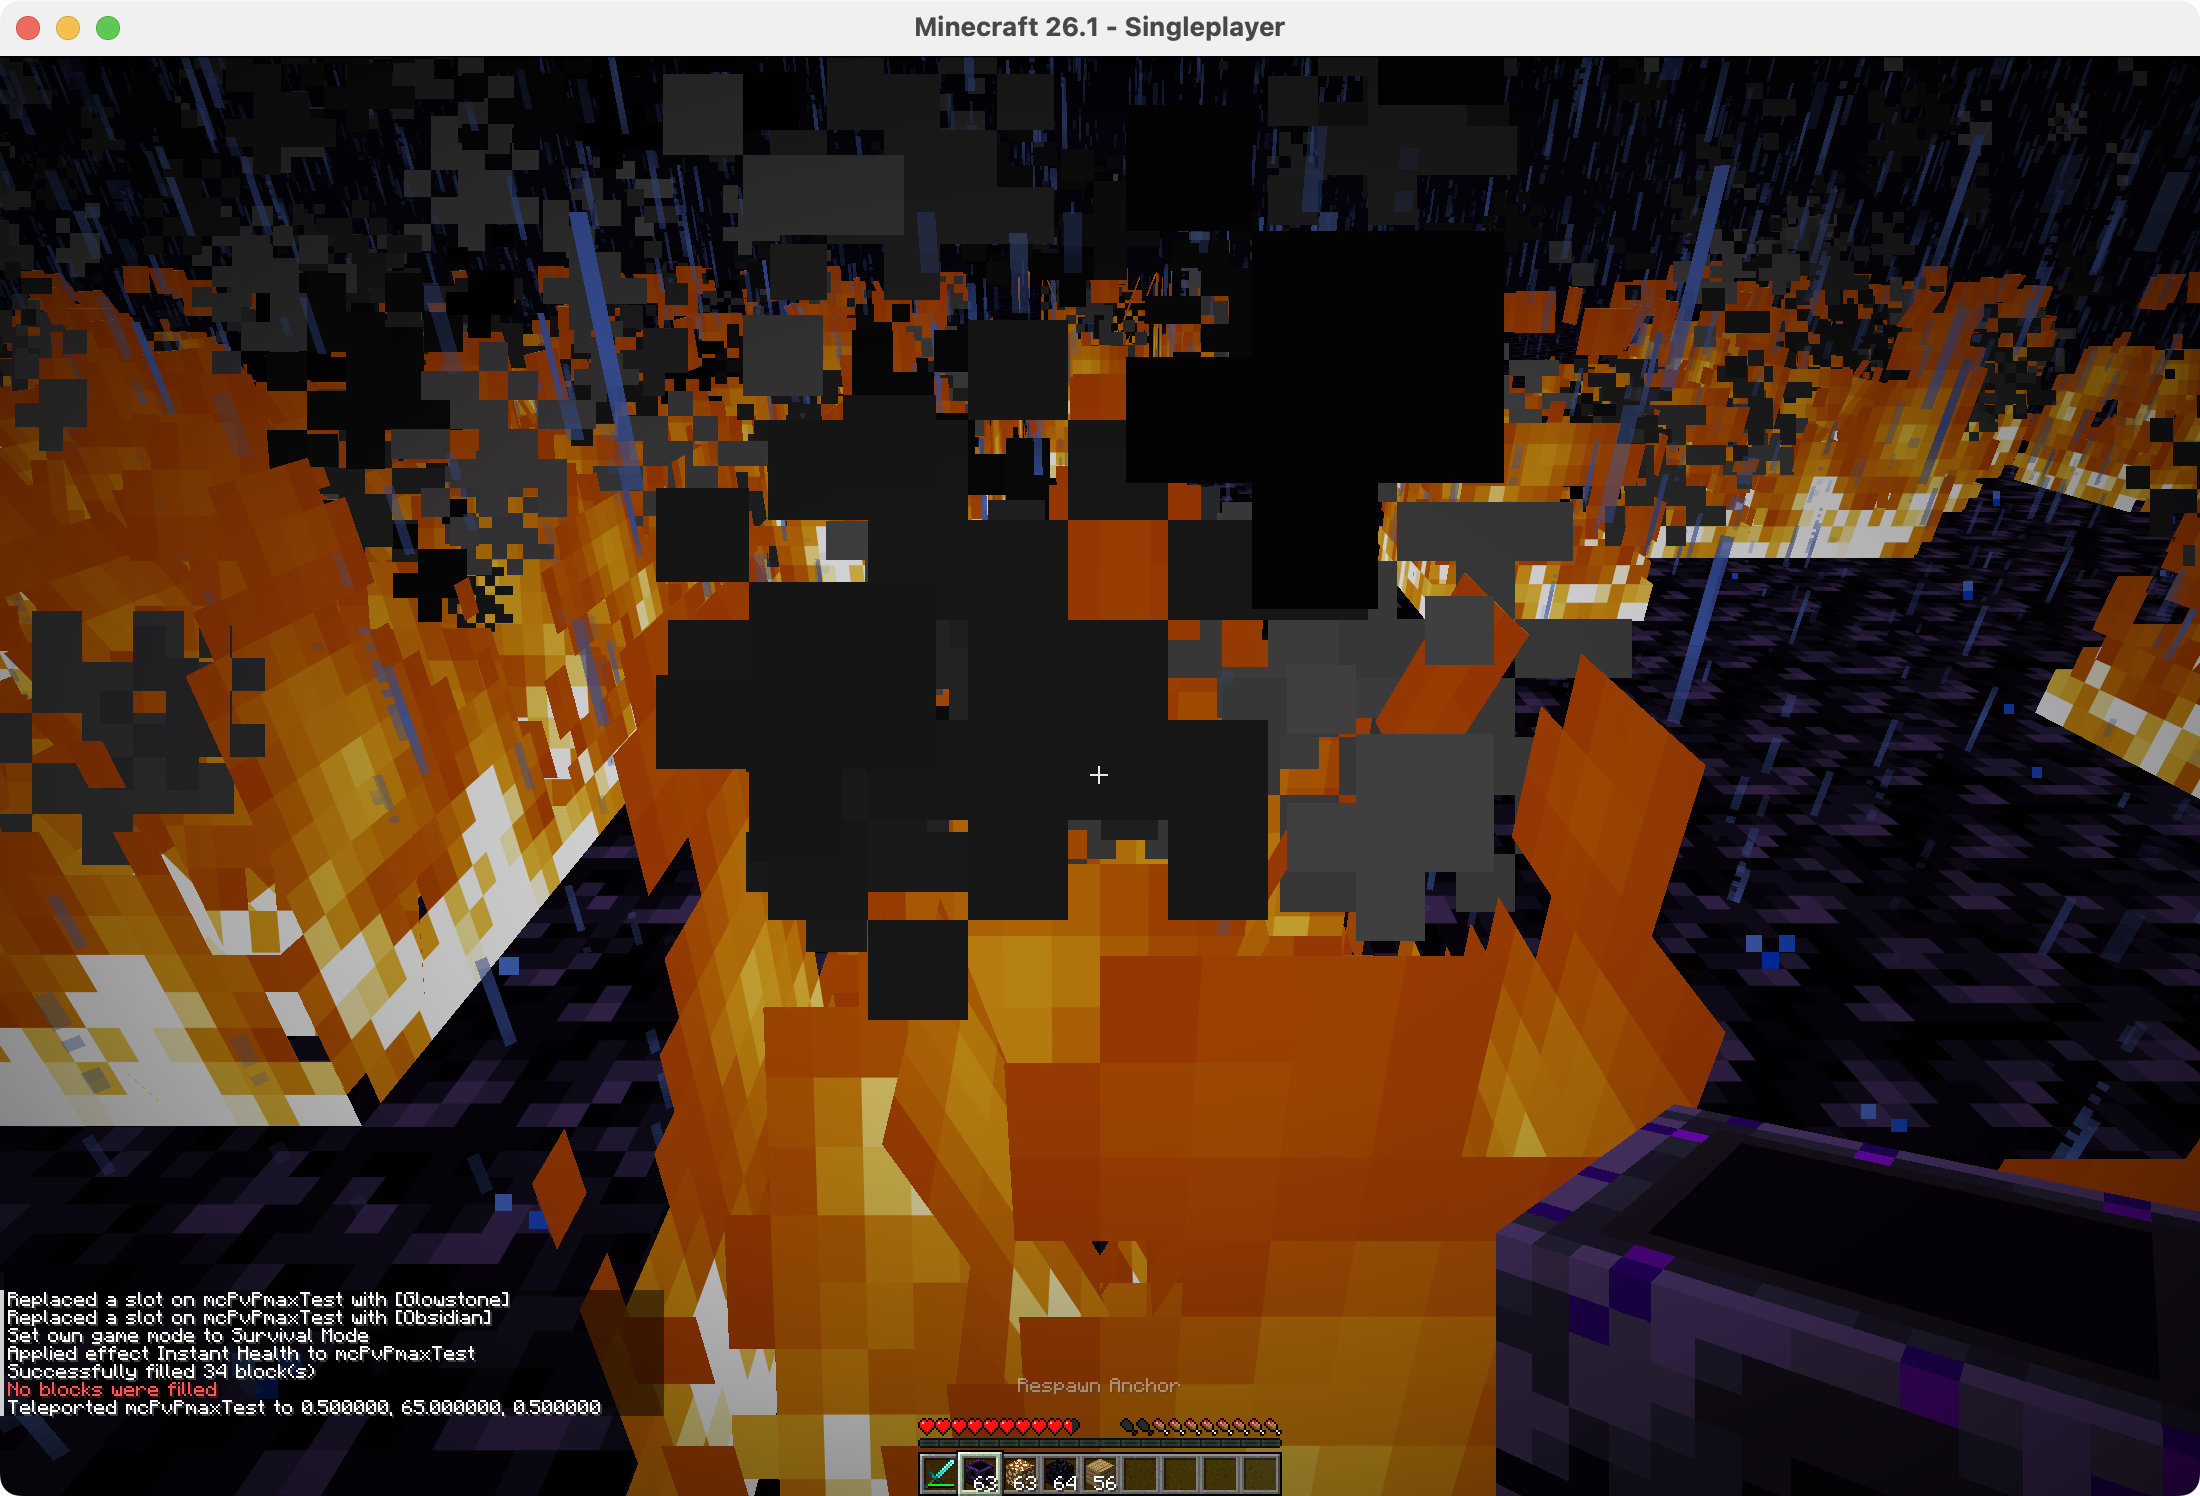 Minecraft 26.1 - Singleplayer
Replaced a slot on mcPvPmaxTest with [Glowstone]
Replaced a slot on mcPvPmaxTest with [Obsidian]
Set own game mode to Survival Mode
Applied effect Instant Health to mcPvPmaxTest
Successfully filled 34 block(s)
No blocks were filled
Teleported mcPvPmaxTest to 0.500000, 65.000000, 0.500000
Respawn Anchor
63 63 64 56